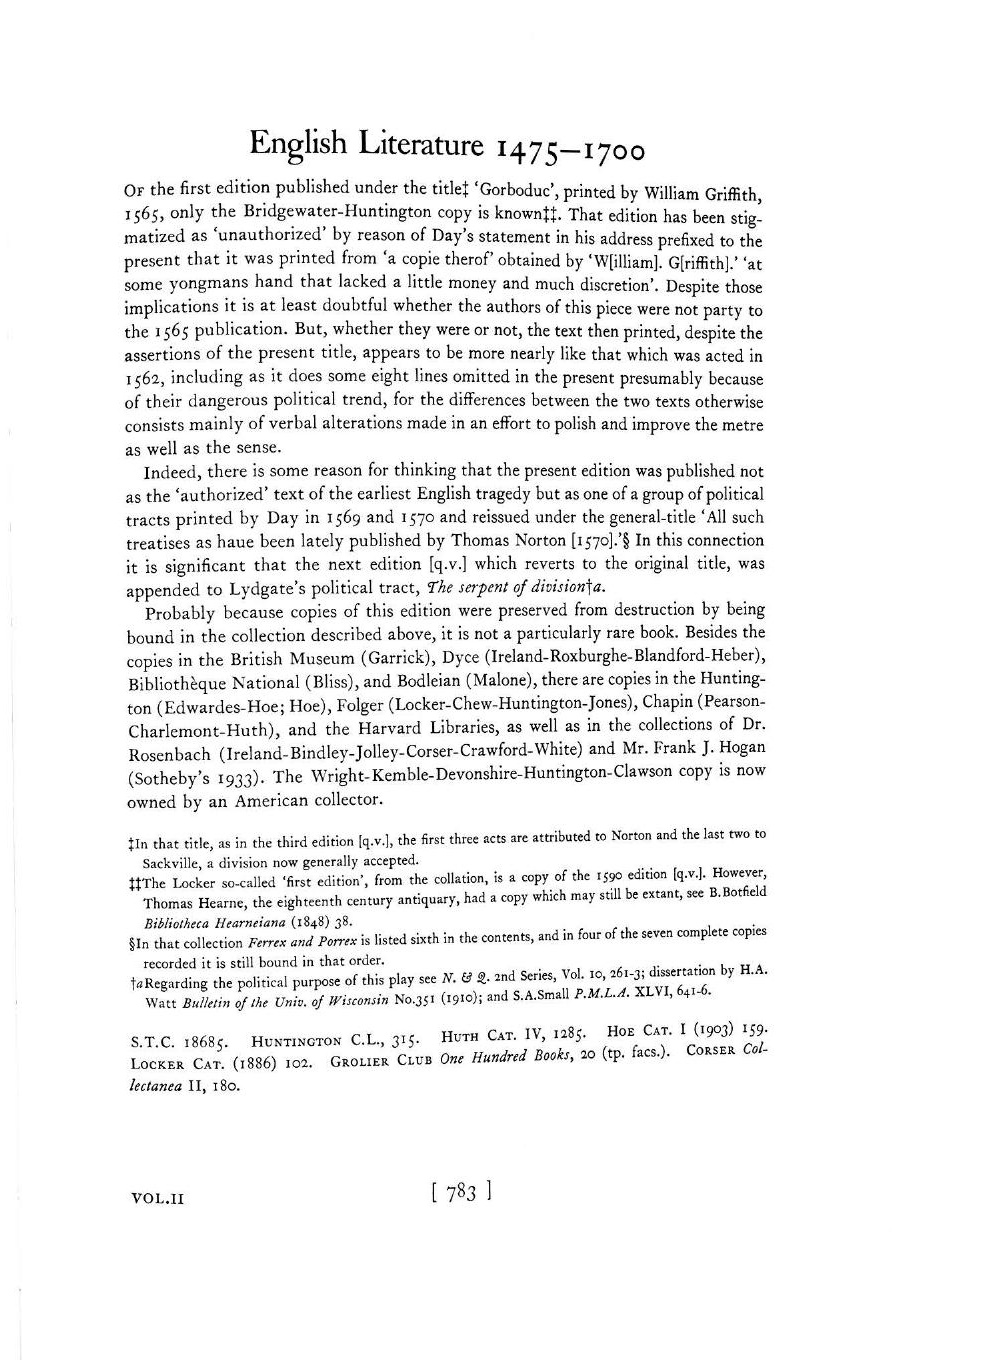 English Literature 1475–1700
OF the first edition published under the title‡ ‘Gorboduc’, printed by William Griffith,
1565, only the Bridgewater-Huntington copy is known‡‡. That edition has been stig-
matized as ‘unauthorized’ by reason of Day's statement in his address prefixed to the
present that it was printed from ‘a copie therof’ obtained by ‘W[illiam]. G[riffith].’ ‘at
some yongmans hand that lacked a little money and much discretion’. Despite those
implications it is at least doubtful whether the authors of this piece were not party to
the 1565 publication. But, whether they were or not, the text then printed, despite the
assertions of the present title, appears to be more nearly like that which was acted in
1562, including as it does some eight lines omitted in the present presumably because
of their dangerous political trend, for the differences between the two texts otherwise
consists mainly of verbal alterations made in an effort to polish and improve the metre
as well as the sense.
Indeed, there is some reason for thinking that the present edition was published not
as the ‘authorized’ text of the earliest English tragedy but as one of a group of political
tracts printed by Day in 1569 and 1570 and reissued under the general-title ‘All such
treatises as haue been lately published by Thomas Norton [1570].’§ In this connection
it is significant that the next edition [q.v.] which reverts to the original title, was
appended to Lydgate's political tract, The serpent of division†a.
Probably because copies of this edition were preserved from destruction by being
bound in the collection described above, it is not a particularly rare book. Besides the
copies in the British Museum (Garrick), Dyce (Ireland-Roxburghe-Blandford-Heber),
Bibliothèque National (Bliss), and Bodleian (Malone), there are copies in the Hunting-
ton (Edwardes-Hoe; Hoe), Folger (Locker-Chew-Huntington-Jones), Chapin (Pearson-
Charlemont-Huth), and the Harvard Libraries, as well as in the collections of Dr.
Rosenbach (Ireland-Bindley-Jolley-Corser-Crawford-White) and Mr. Frank J. Hogan
(Sotheby's 1933). The Wright-Kemble-Devonshire-Huntington-Clawson copy is now
owned by an American collector.
‡In that title, as in the third edition [q.v.], the first three acts are attributed to Norton and the last two to
Sackville, a division now generally accepted.
‡‡The Locker so-called ‘first edition’, from the collation, is a copy of the 1590 edition [q.v.]. However,
Thomas Hearne, the eighteenth century antiquary, had a copy which may still be extant, see B.Botfield
Bibliotheca Hearneiana (1848) 38.
§In that collection Ferrex and Porrex is listed sixth in the contents, and in four of the seven complete copies
recorded it is still bound in that order.
†aRegarding the political purpose of this play see N. & Q. 2nd Series, Vol. 10, 261-3; dissertation by H.A.
Watt Bulletin of the Univ. of Wisconsin No.351 (1910); and S.A.Small P.M.L.A. XLVI, 641-6.
S.T.C. 18685. HUNTINGTON C.L., 315. HUTH CAT. IV, 1285. HOE CAT. I (1903) 159.
LOCKER CAT. (1886) 102. GROLIER CLUB One Hundred Books, 20 (tp. facs.). CORSER Col-
lectanea II, 180.
VOL.II [ 783 ]